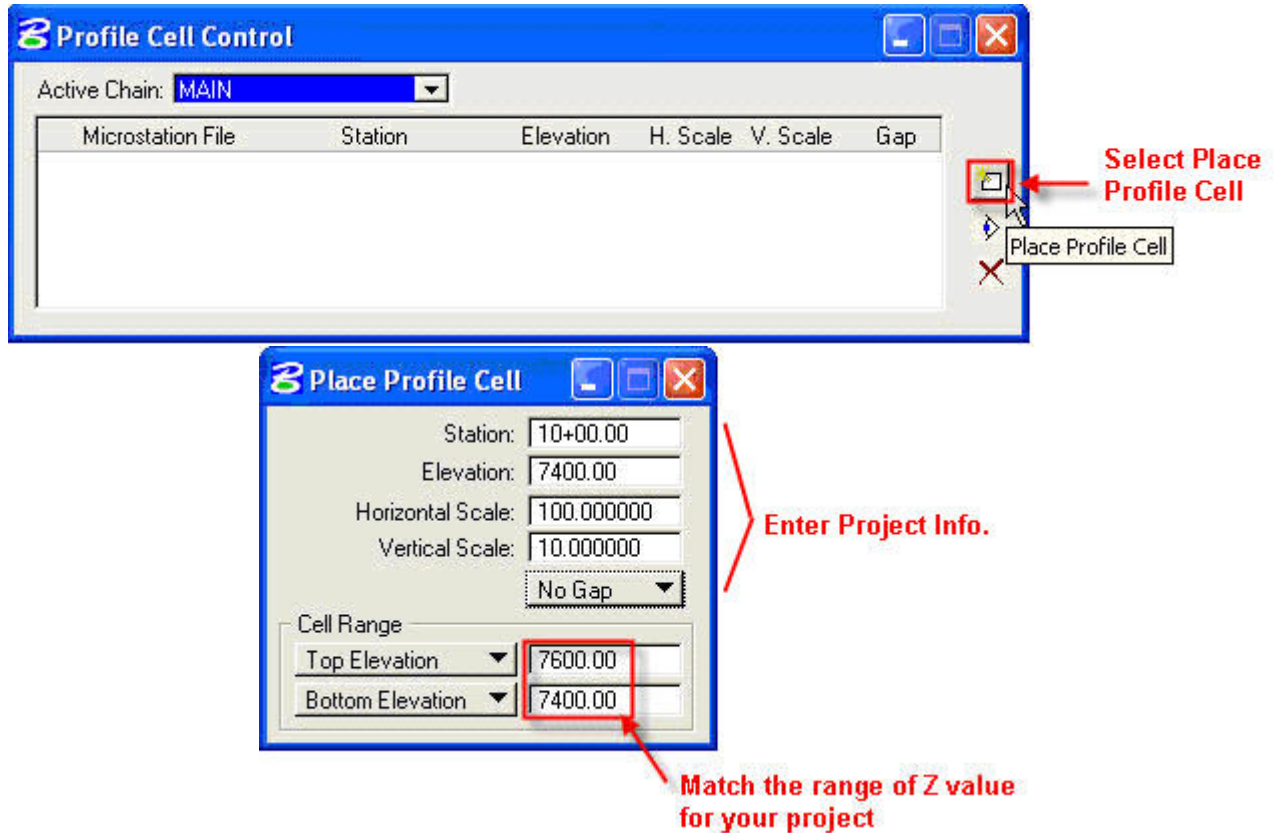 Profile Cell Control
Active Chain: MAIN
Microstation File Station Elevation H. Scale V. Scale Gap
Select Place
Profile Cell
Place Profile Cell
Place Profile Cell
Station: 10+00.00
Elevation: 7400.00
Horizontal Scale: 100.000000
Vertical Scale: 10.000000
No Gap
Enter Project Info.
Cell Range
Top Elevation 7600.00
Bottom Elevation 7400.00
Match the range of Z value
for your project